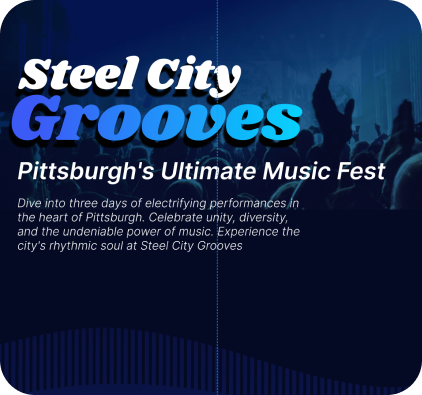 Steel City
Grooves
Pittsburgh's Ultimate Music Fest
Dive into three days of electrifying performances in
the heart of Pittsburgh. Celebrate unity, diversity,
and the undeniable power of music. Experience the
city's rhythmic soul at Steel City Grooves